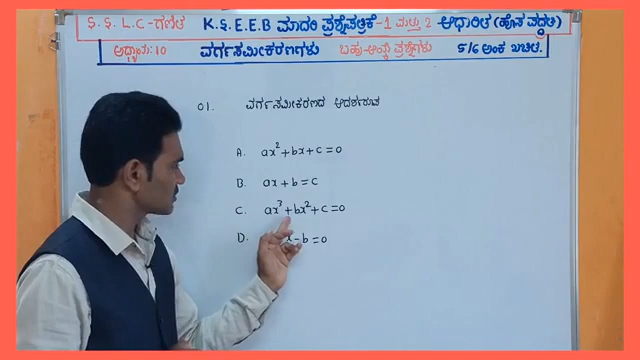 ಎಸ್.ಎಸ್.ಎಲ್.ಸಿ-ಗಣಿತ K.S.E.E.B ಮಾದರಿ ಪ್ರಶ್ನೆಪತ್ರಿಕೆ-1 ಮತ್ತು 2 ಆಧಾರಿತ (ಹೊಸ ಪದ್ಧತಿ)
ಅಧ್ಯಾಯ:10 ವರ್ಗಸಮೀಕರಣಗಳು ಬಹು-ಆಯ್ಕೆ ಪ್ರಶ್ನೆಗಳು 5/6 ಅಂಕ ಖಚಿತ.
01. ವರ್ಗಸಮೀಕರಣದ ಆದರ್ಶರೂಪ
A. ax²+bx+c=0
B. ax+b=c
C. ax³+bx²+c=0
D. x-b=0